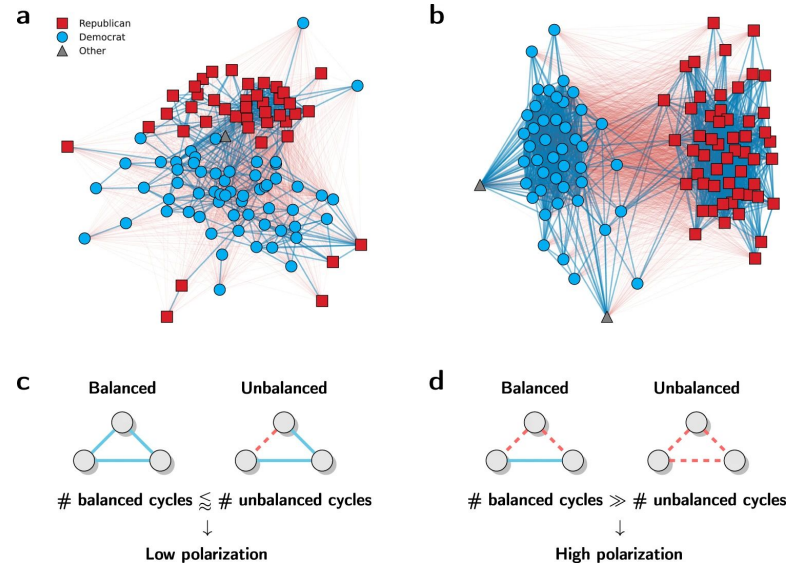 a
Republican
Democrat
Other
b
c
Balanced
Unbalanced
# balanced cycles ⪅ # unbalanced cycles
↓
Low polarization
d
Balanced
Unbalanced
# balanced cycles ≫ # unbalanced cycles
↓
High polarization